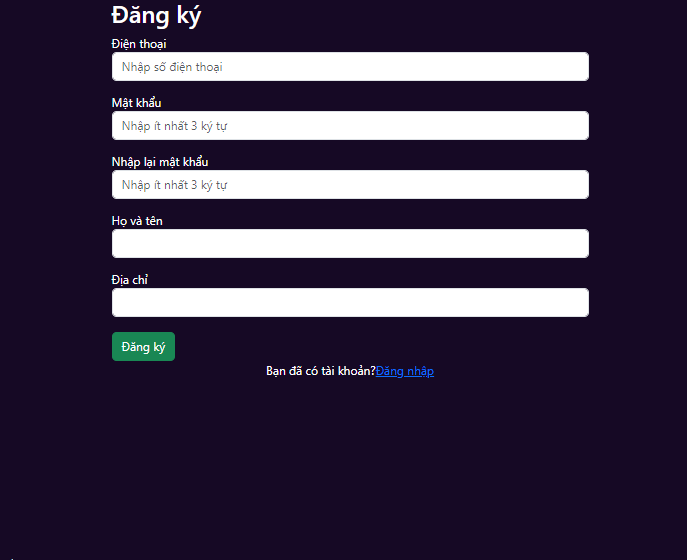 Đăng ký
Điện thoại
Nhập số điện thoại
Mật khẩu
Nhập ít nhất 3 ký tự
Nhập lại mật khẩu
Nhập ít nhất 3 ký tự
Họ và tên
Địa chỉ
Đăng ký
Bạn đã có tài khoản?Đăng nhập